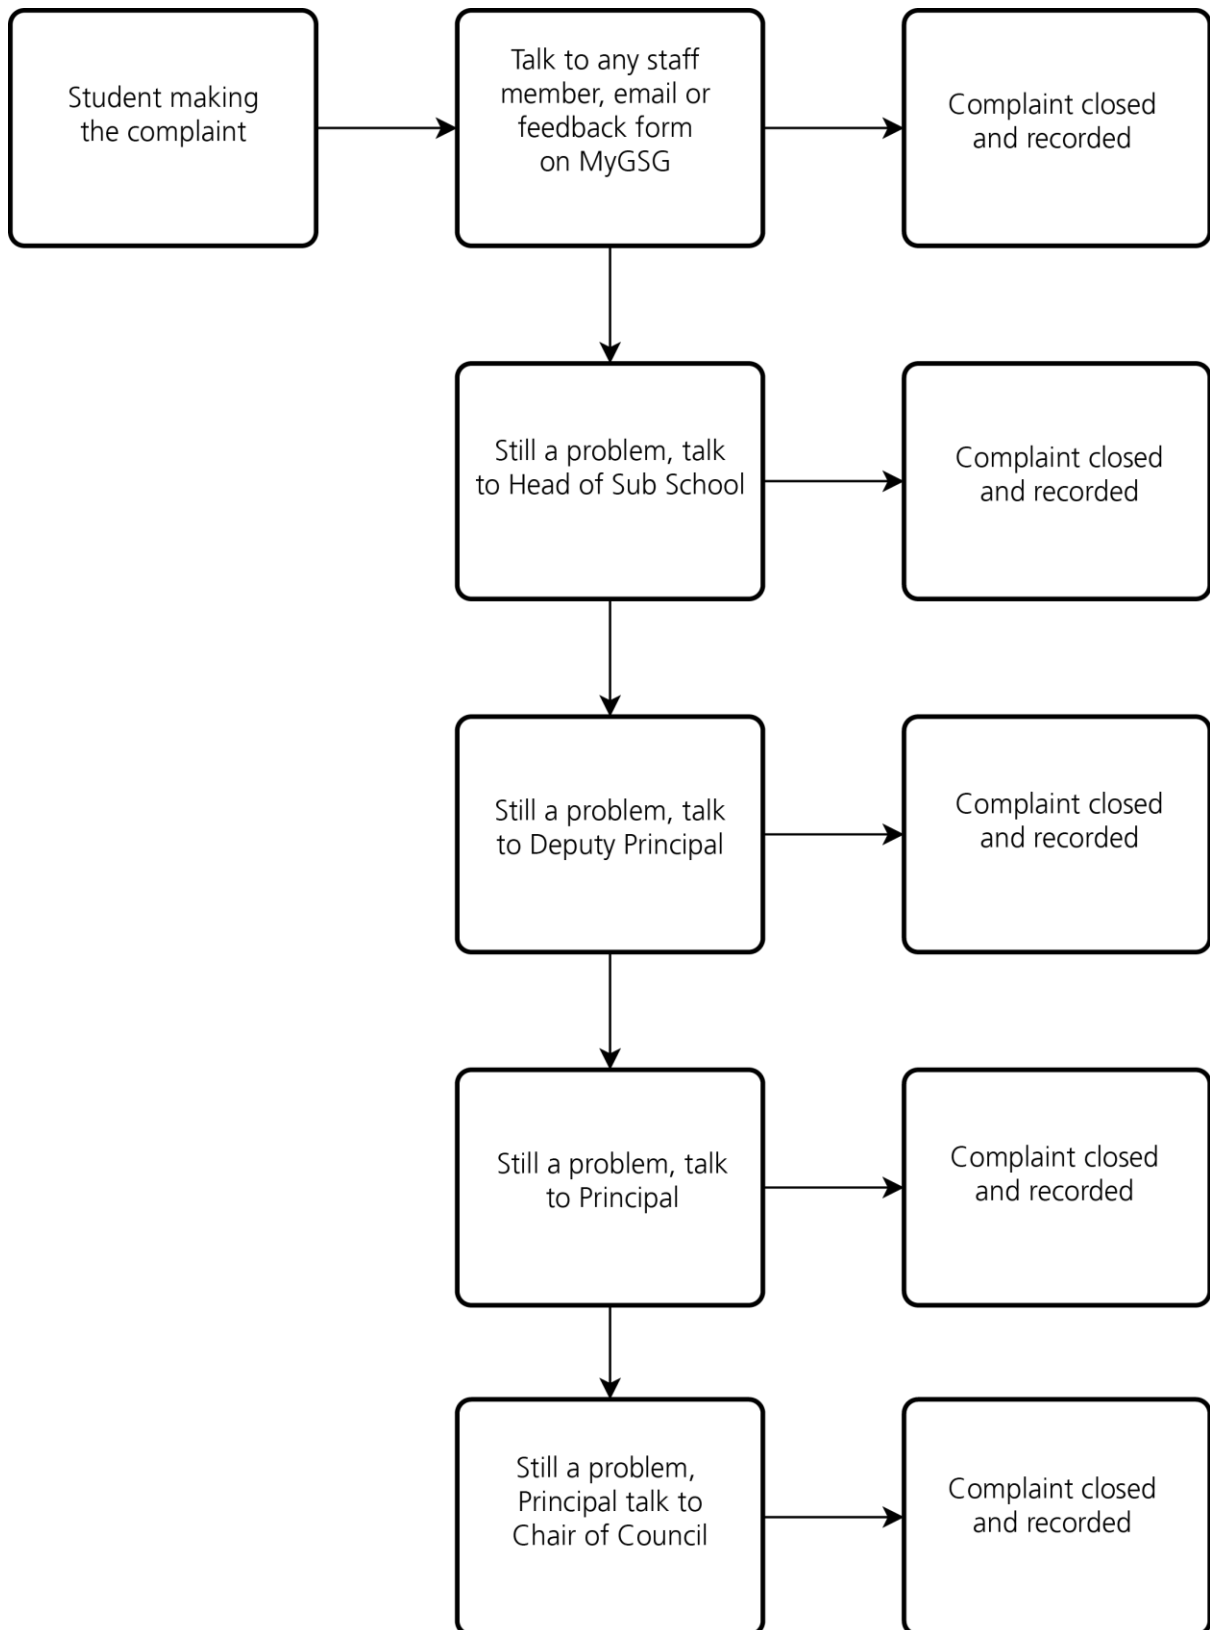 Student making
the complaint
Talk to any staff
member, email or
feedback form
on MyGSG
Complaint closed
and recorded
Still a problem, talk
to Head of Sub School
Complaint closed
and recorded
Still a problem, talk
to Deputy Principal
Complaint closed
and recorded
Still a problem, talk
to Principal
Complaint closed
and recorded
Still a problem,
Principal talk to
Chair of Council
Complaint closed
and recorded